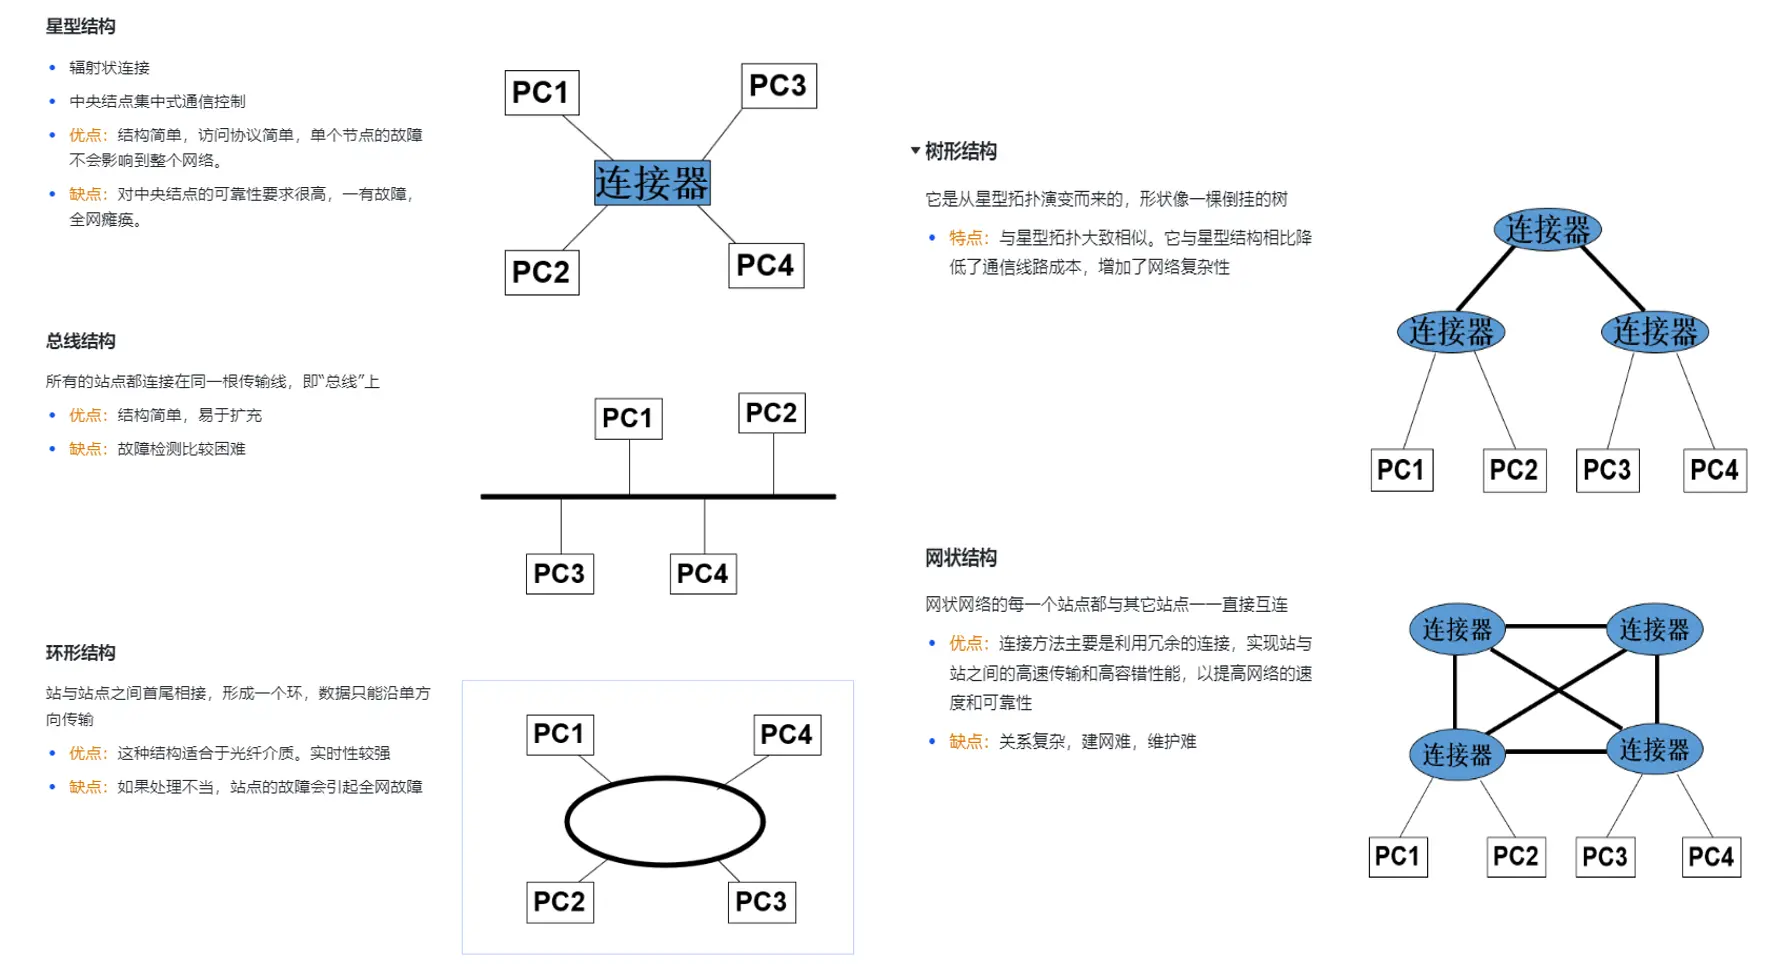 星型结构
辐射状连接
中央结点集中式通信控制
优点：结构简单，访问协议简单，单个节点的故障
不会影响到整个网络。
缺点：对中央结点的可靠性要求很高，一有故障，
全网瘫痪。
PC1
PC3
连接器
PC2
PC4
总线结构
所有的站点都连接在同一根传输线，即“总线”上
优点：结构简单，易于扩充
缺点：故障检测比较困难
PC1
PC2
PC3
PC4
环形结构
站与站点之间首尾相接，形成一个环，数据只能沿单方
向传输
优点：这种结构适合于光纤介质。实时性较强
缺点：如果处理不当，站点的故障会引起全网故障
PC1
PC4
PC2
PC3
树形结构
它是从星型拓扑演变而来的，形状像一棵倒挂的树
特点：与星型拓扑大致相似。它与星型结构相比降
低了通信线路成本，增加了网络复杂性
连接器
连接器
连接器
PC1
PC2
PC3
PC4
网状结构
网状网络的每一个站点都与其它站点一一直接互连
优点：连接方法主要是利用冗余的连接，实现站与
站之间的高速传输和高容错性能，以提高网络的速
度和可靠性
缺点：关系复杂，建网难，维护难
连接器
连接器
连接器
连接器
PC1
PC2
PC3
PC4